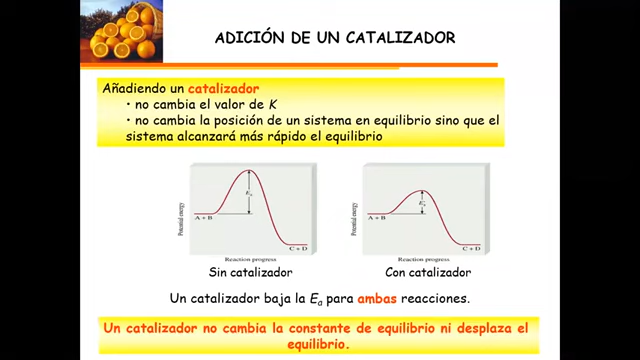 ADICIÓN DE UN CATALIZADOR
Añadiendo un catalizador
• no cambia el valor de K
• no cambia la posición de un sistema en equilibrio sino que el
sistema alcanzará más rápido el equilibrio
Potential energy
A + B
Ea
C + D
Reaction progress
Sin catalizador
Potential energy
A + B
Ea
C + D
Reaction progress
Con catalizador
Un catalizador baja la Ea para ambas reacciones.
Un catalizador no cambia la constante de equilibrio ni desplaza el
equilibrio.